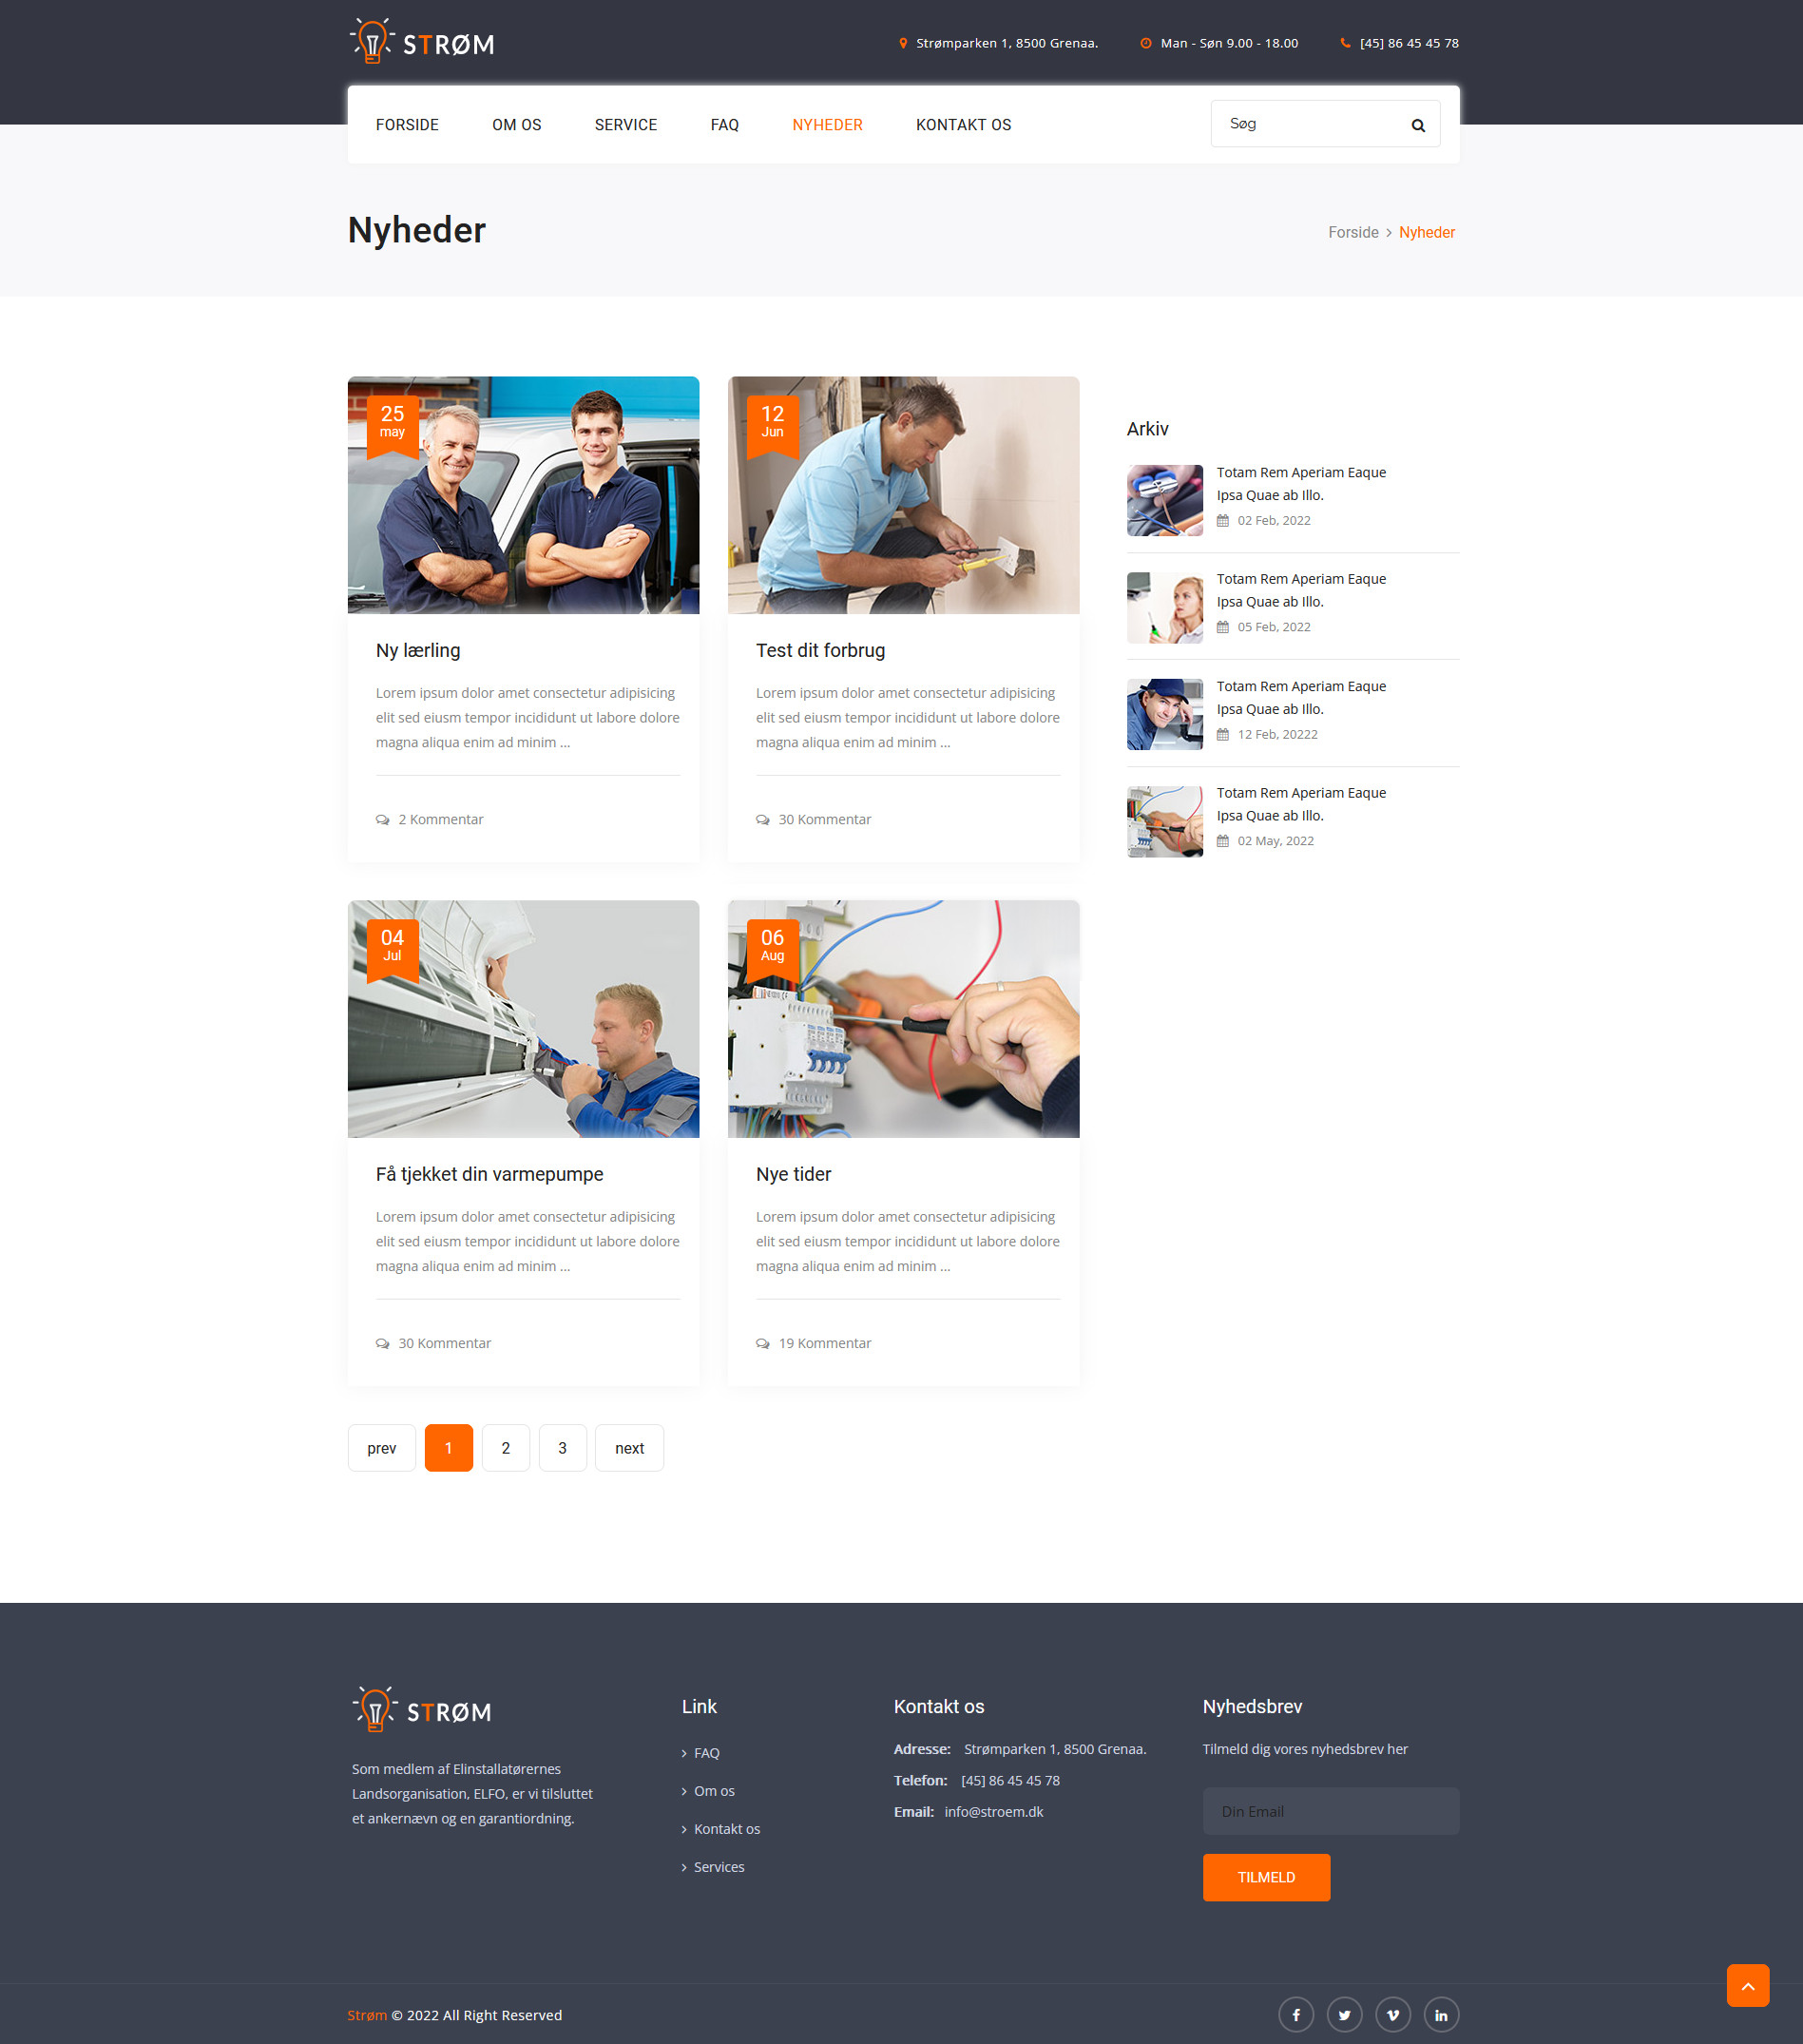 STRØM
Strømparken 1, 8500 Grenaa.
Man - Søn 9.00 - 18.00
[45] 86 45 45 78
FORSIDE
OM OS
SERVICE
FAQ
NYHEDER
KONTAKT OS
Søg
Nyheder
Forside > Nyheder
25
may
Ny lærling
Lorem ipsum dolor amet consectetur adipisicing
elit sed eiusm tempor incididunt ut labore dolore
magna aliqua enim ad minim ...
2 Kommentar
12
Jun
Test dit forbrug
Lorem ipsum dolor amet consectetur adipisicing
elit sed eiusm tempor incididunt ut labore dolore
magna aliqua enim ad minim ...
30 Kommentar
04
Jul
Få tjekket din varmepumpe
Lorem ipsum dolor amet consectetur adipisicing
elit sed eiusm tempor incididunt ut labore dolore
magna aliqua enim ad minim ...
30 Kommentar
06
Aug
Nye tider
Lorem ipsum dolor amet consectetur adipisicing
elit sed eiusm tempor incididunt ut labore dolore
magna aliqua enim ad minim ...
19 Kommentar
Arkiv
Totam Rem Aperiam Eaque
Ipsa Quae ab Illo.
02 Feb, 2022
Totam Rem Aperiam Eaque
Ipsa Quae ab Illo.
05 Feb, 2022
Totam Rem Aperiam Eaque
Ipsa Quae ab Illo.
12 Feb, 20222
Totam Rem Aperiam Eaque
Ipsa Quae ab Illo.
02 May, 2022
prev
1
2
3
next
STRØM
Som medlem af Elinstallatørernes
Landsorganisation, ELFO, er vi tilsluttet
et ankernævn og en garantiordning.
Link
FAQ
Om os
Kontakt os
Services
Kontakt os
Adresse: Strømparken 1, 8500 Grenaa.
Telefon: [45] 86 45 45 78
Email: info@stroem.dk
Nyhedsbrev
Tilmeld dig vores nyhedsbrev her
Din Email
TILMELD
Strøm © 2022 All Right Reserved